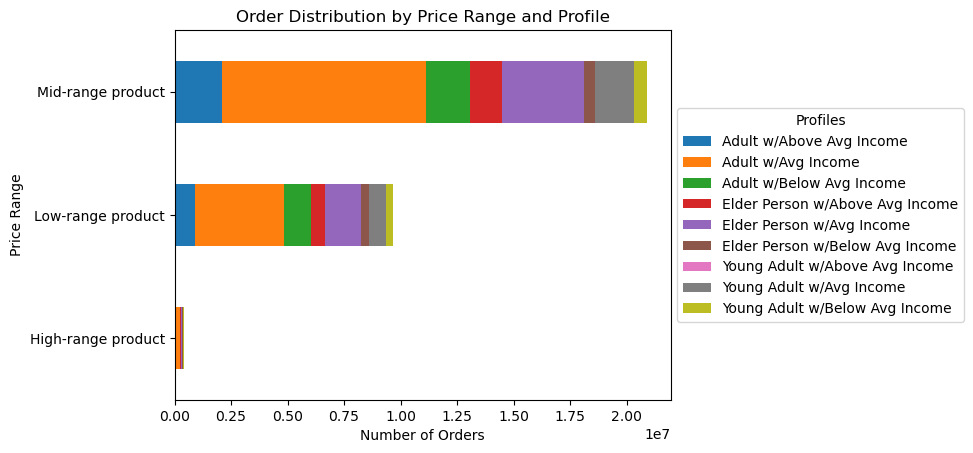 Order Distribution by Price Range and Profile
Price Range
Mid-range product
Low-range product
High-range product
0.00 0.25 0.50 0.75 1.00 1.25 1.50 1.75 2.00
1e7
Number of Orders
Profiles
Adult w/Above Avg Income
Adult w/Avg Income
Adult w/Below Avg Income
Elder Person w/Above Avg Income
Elder Person w/Avg Income
Elder Person w/Below Avg Income
Young Adult w/Above Avg Income
Young Adult w/Avg Income
Young Adult w/Below Avg Income